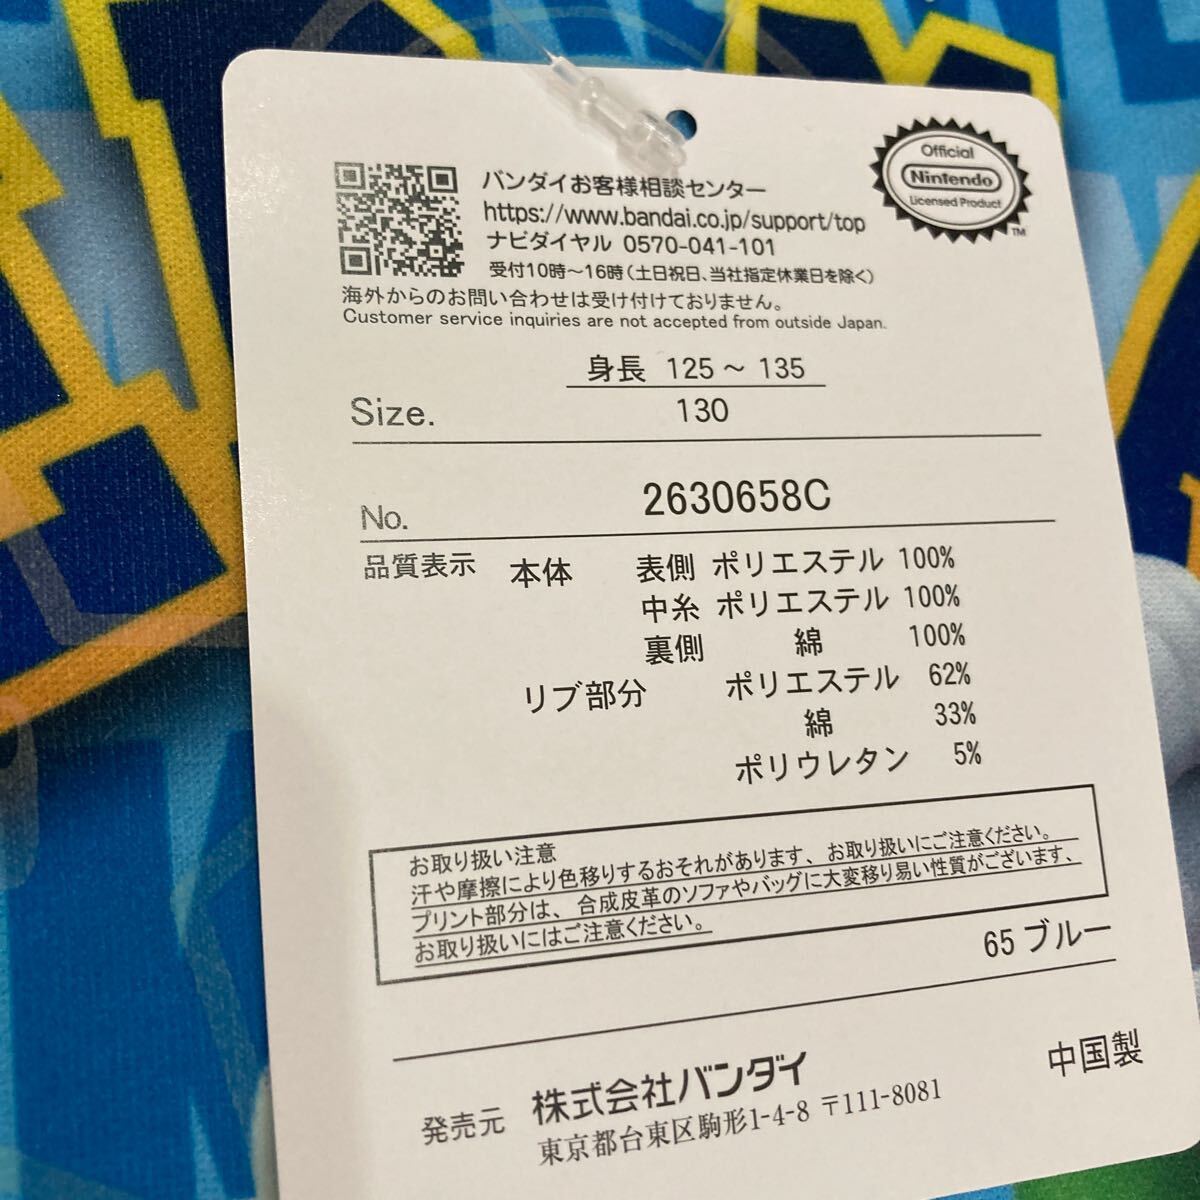 バンダイお客様相談センター
https://www.bandai.co.jp/support/top
ナビダイヤル 0570-041-101
受付10時～16時(土日祝日、当社指定休業日を除く)
海外からのお問い合わせは受け付けておりません。
Customer service inquiries are not accepted from outside Japan.
Official
Nintendo
Licensed Product
TM
身長 125 ～ 135
Size. 130
No. 2630658C
品質表示 本体 表側 ポリエステル 100%
中糸 ポリエステル 100%
裏側 綿 100%
リブ部分 ポリエステル 62%
綿 33%
ポリウレタン 5%
お取り扱い注意
汗や摩擦により色移りするおそれがあります、お取り扱いにご注意ください。
プリント部分は、合成皮革のソファやバッグに大変移り易い性質がございます、
お取り扱いにはご注意ください。
65 ブルー
発売元 株式会社バンダイ 中国製
東京都台東区駒形1-4-8 〒111-8081